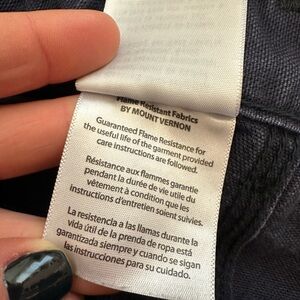 Flame Resistant Fabrics
BY MOUNT VERNON
Guaranteed Flame Resistance for
the useful life of the garment provided
care instructions are followed.
Résistance aux flammes garantie
pendant la durée de vie utile du
vêtement à condition que les
instructions d'entretien soient suivies.
La resistencia a las llamas durante la
vida útil de la prenda de ropa está
garantizada siempre y cuando se sigan
las instrucciones para su cuidado.